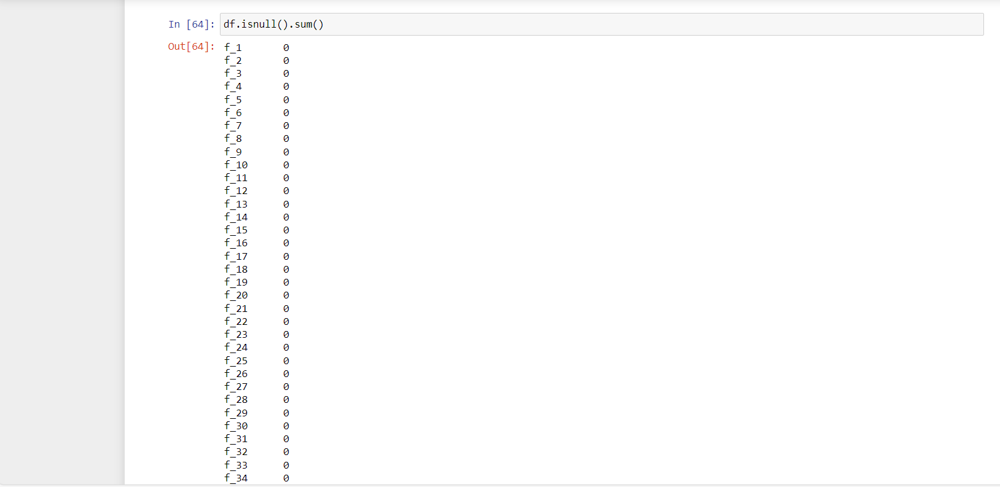 In [64]: df.isnull().sum()
Out[64]: f_1 0
f_2 0
f_3 0
f_4 0
f_5 0
f_6 0
f_7 0
f_8 0
f_9 0
f_10 0
f_11 0
f_12 0
f_13 0
f_14 0
f_15 0
f_16 0
f_17 0
f_18 0
f_19 0
f_20 0
f_21 0
f_22 0
f_23 0
f_24 0
f_25 0
f_26 0
f_27 0
f_28 0
f_29 0
f_30 0
f_31 0
f_32 0
f_33 0
f_34 0